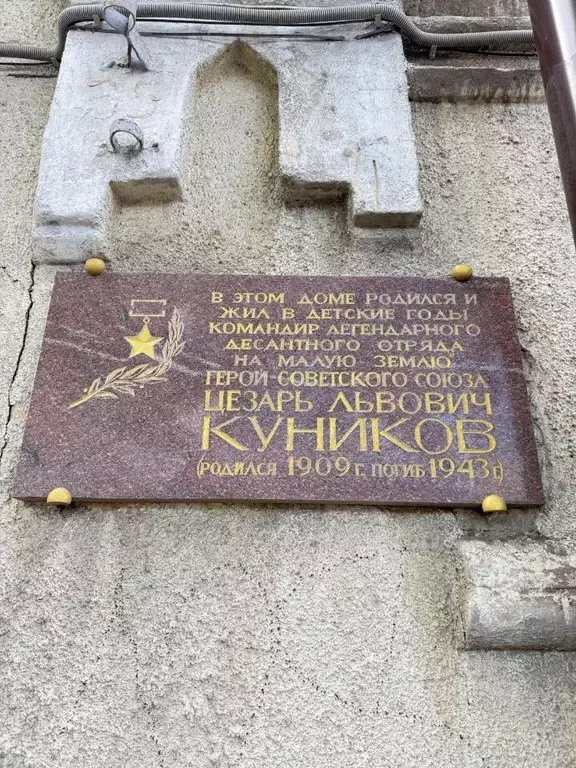 В ЭТОМ ДОМЕ РОДИЛСЯ И
ЖИЛ В ДЕТСКИЕ ГОДЫ
КОМАНДИР ЛЕГЕНДАРНОГО
ДЕСАНТНОГО ОТРЯДА
НА МАЛУЮ ЗЕМЛЮ
ГЕРОЙ СОВЕТСКОГО СОЮЗА
ЦЕЗАРЬ ЛЬВОВИЧ
КУНИКОВ
(РОДИЛСЯ 1909 Г. ПОГИБ 1943 Г.)